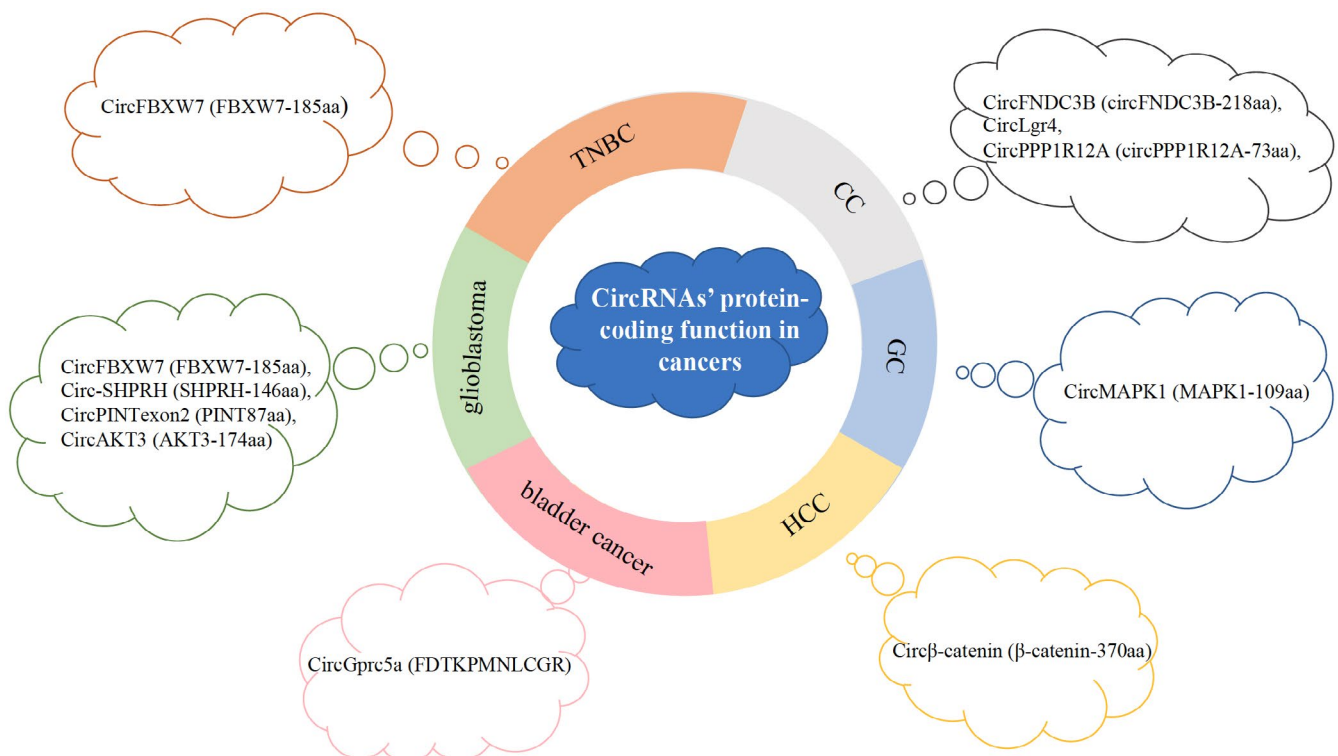 CircFBXW7 (FBXW7-185aa)
TNBC
CC
CircFNDC3B (circFNDC3B-218aa),
CircLgr4,
CircPPP1R12A (circPPP1R12A-73aa),
CircRNAs' protein-
coding function in
cancers
glioblastoma
CircFBXW7 (FBXW7-185aa),
Circ-SHPRH (SHPRH-146aa),
CircPINTexon2 (PINT87aa),
CircAKT3 (AKT3-174aa)
GC
CircMAPK1 (MAPK1-109aa)
bladder cancer
HCC
CircGprc5a (FDTKPMNLCGR)
Circβ-catenin (β-catenin-370aa)